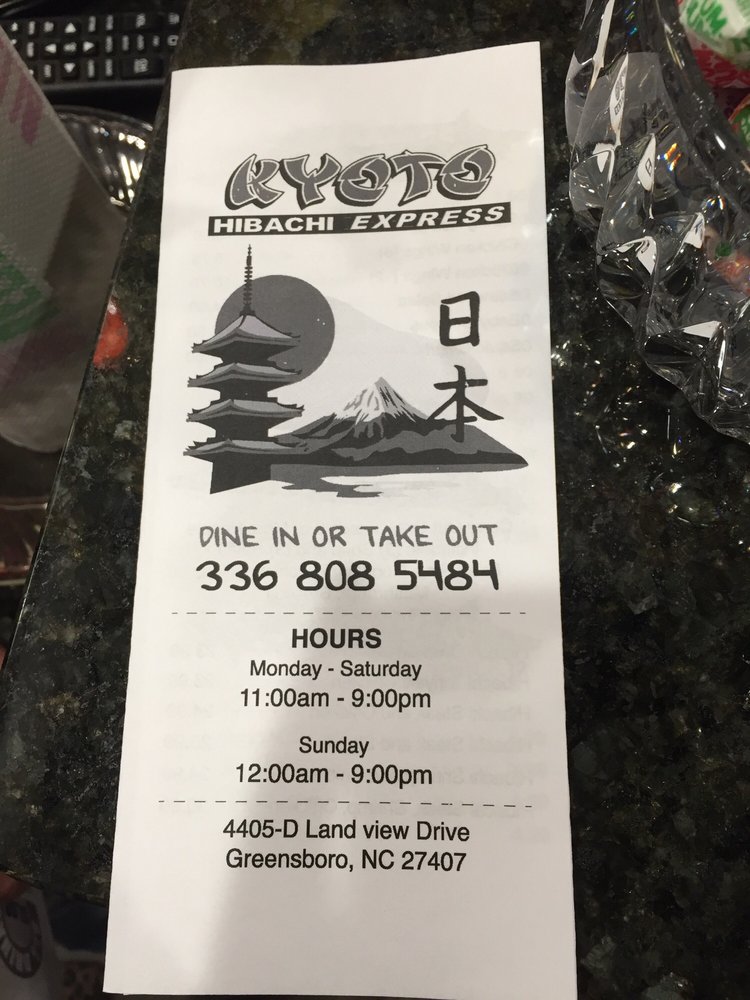 KYOTO
HIBACHI EXPRESS
日
本
DINE IN OR TAKE OUT
336 808 5484
HOURS
Monday - Saturday
11:00am - 9:00pm
Sunday
12:00am - 9:00pm
4405-D Land view Drive
Greensboro, NC 27407